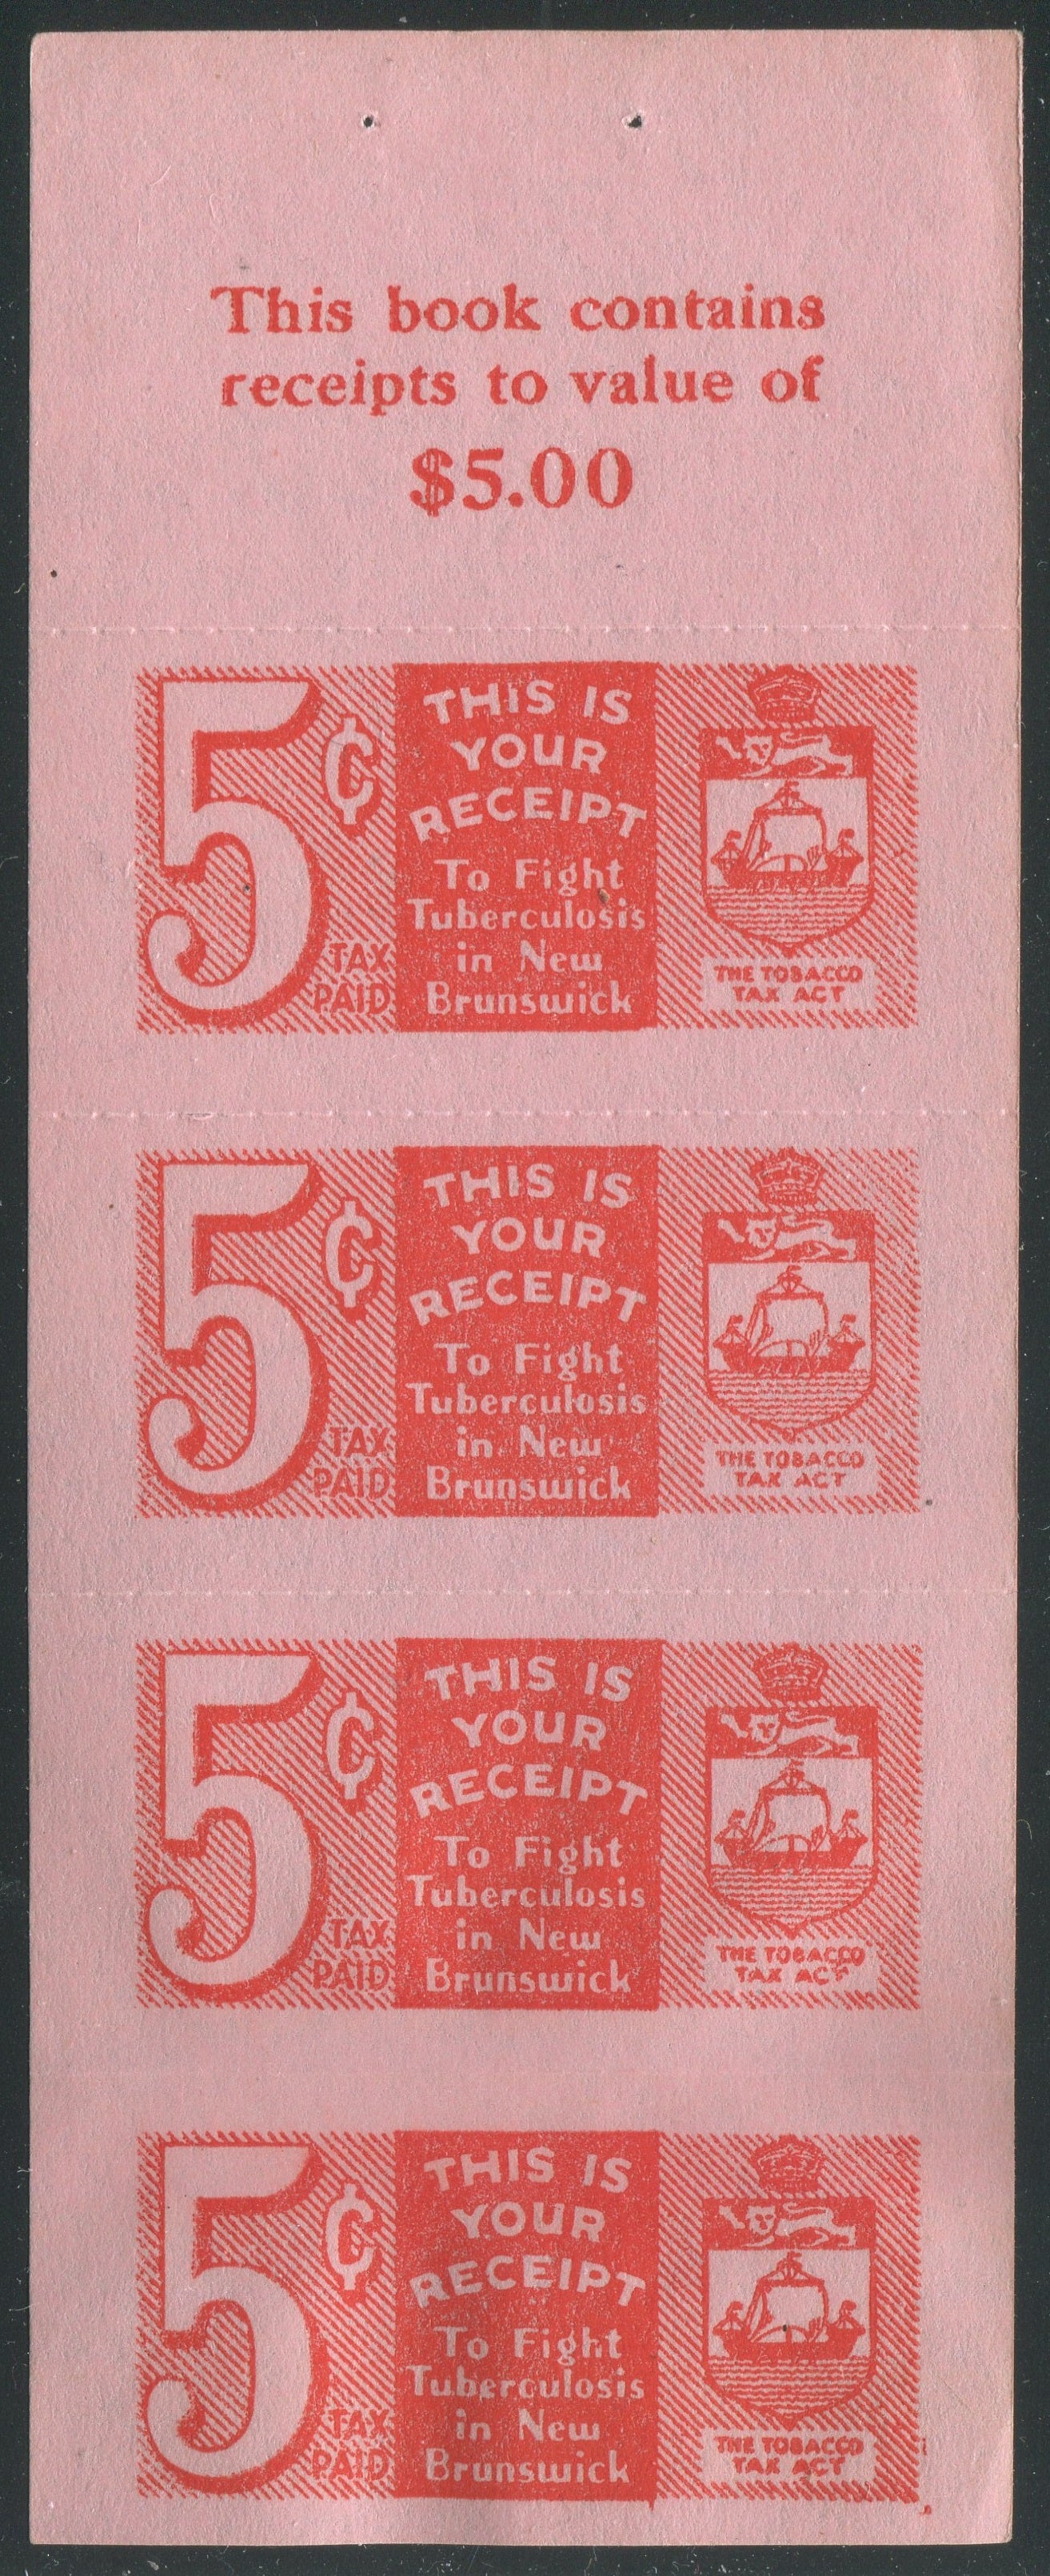 This book contains
receipts to value of
$5.00
5¢
TAX
PAID
THIS IS
YOUR
RECEIPT
To Fight
Tuberculosis
in New
Brunswick
THE TOBACCO
TAX ACT
5¢
TAX
PAID
THIS IS
YOUR
RECEIPT
To Fight
Tuberculosis
in New
Brunswick
THE TOBACCO
TAX ACT
5¢
TAX
PAID
THIS IS
YOUR
RECEIPT
To Fight
Tuberculosis
in New
Brunswick
THE TOBACCO
TAX ACT
5¢
TAX
PAID
THIS IS
YOUR
RECEIPT
To Fight
Tuberculosis
in New
Brunswick
THE TOBACCO
TAX ACT